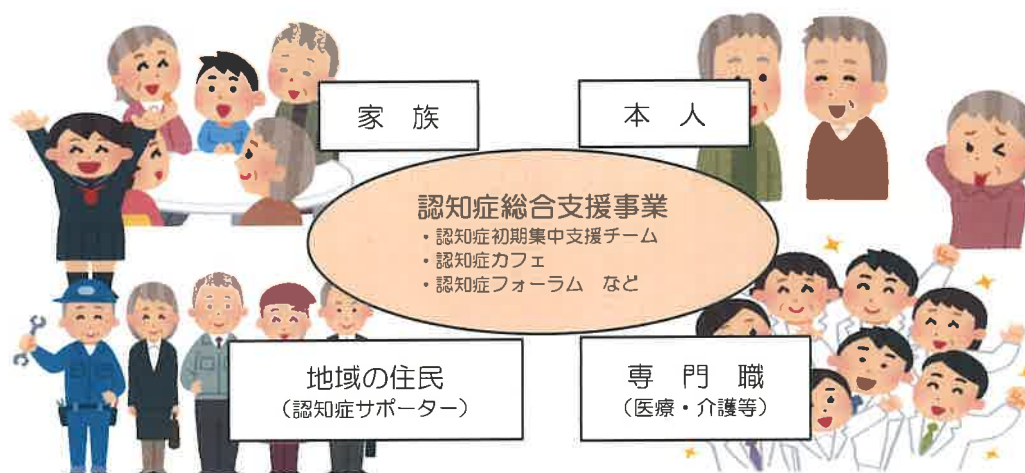 家 族
本 人
認知症総合支援事業
・認知症初期集中支援チーム
・認知症カフェ
・認知症フォーラム など
地域の住民
（認知症サポーター）
専 門 職
（医療・介護等）